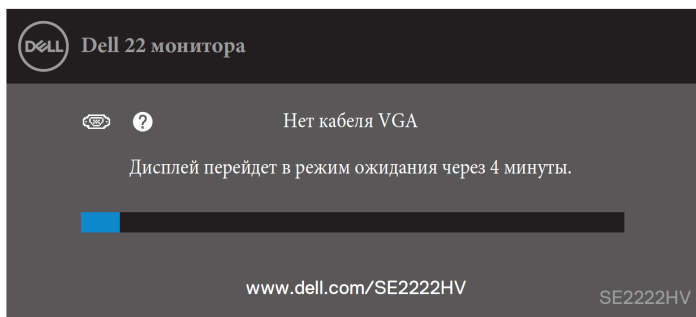 DELL Dell 22 монитора
? Нет кабеля VGA
Дисплей перейдет в режим ожидания через 4 минуты.
www.dell.com/SE2222HV
SE2222HV